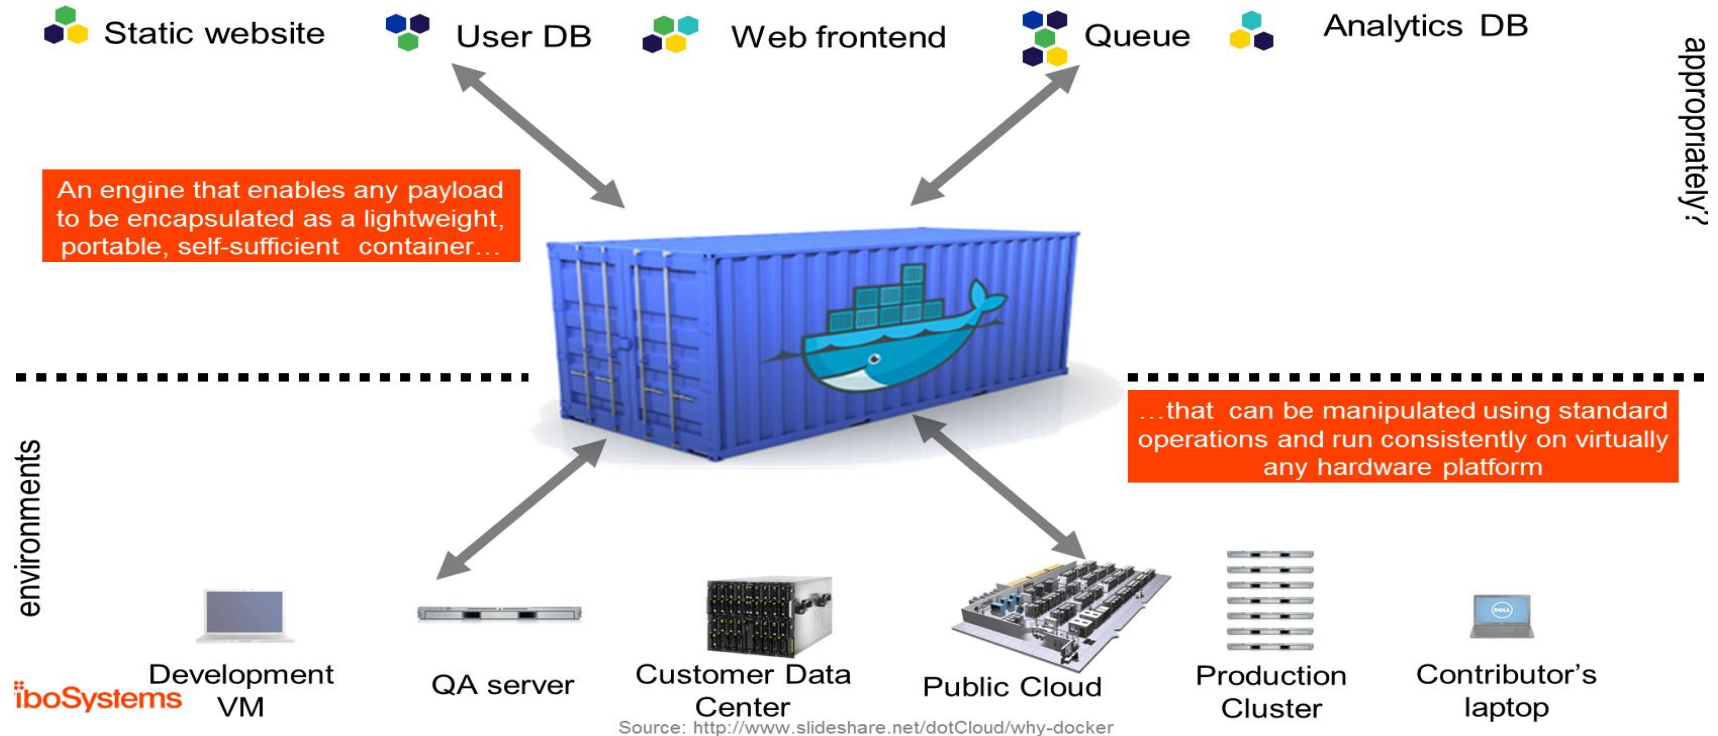 Static website
User DB
Web frontend
Queue
Analytics DB
appropriately?
An engine that enables any payload
to be encapsulated as a lightweight,
portable, self-sufficient container…
…that can be manipulated using standard
operations and run consistently on virtually
any hardware platform
environments
DELL
Development
VM
QA server
Customer Data
Center
Public Cloud
Production
Cluster
Contributor’s
laptop
iboSystems
Source: http://www.slideshare.net/dotCloud/why-docker